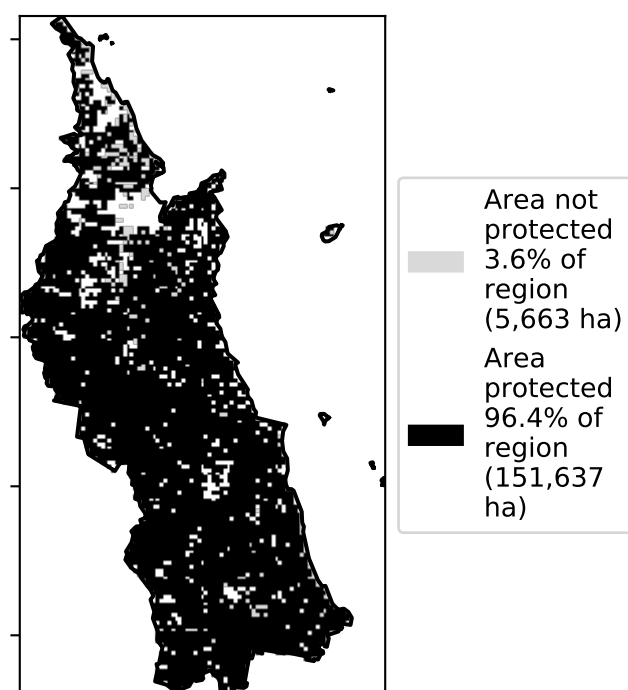 Area not
protected
3.6% of
region
(5,663 ha)
Area
protected
96.4% of
region
(151,637
ha)